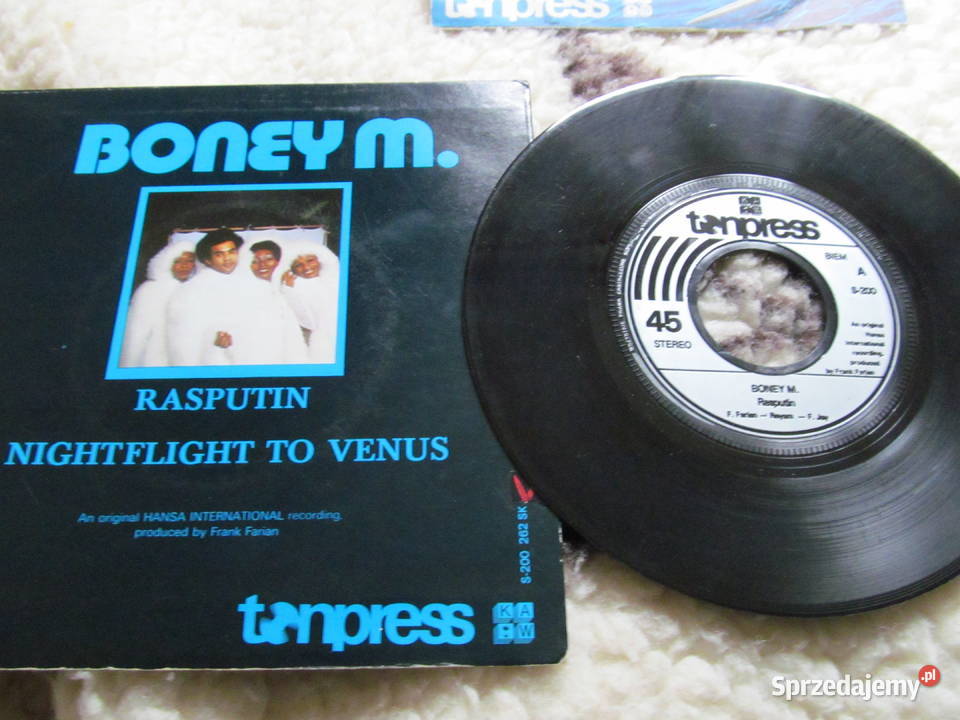 tonpress
BONEY M.
RASPUTIN
NIGHTFLIGHT TO VENUS
An original HANSA INTERNATIONAL recording,
produced by Frank Farian
S-200 262 SK
tonpress
KAW
tonpress
BIEM
A
S-200
45
STEREO
An original
Hansa
International
recording,
produced
by Frank Farian
BONEY M.
Rasputin
F. Farian — Reyam — F. Jay
Sprzedajemy.pl